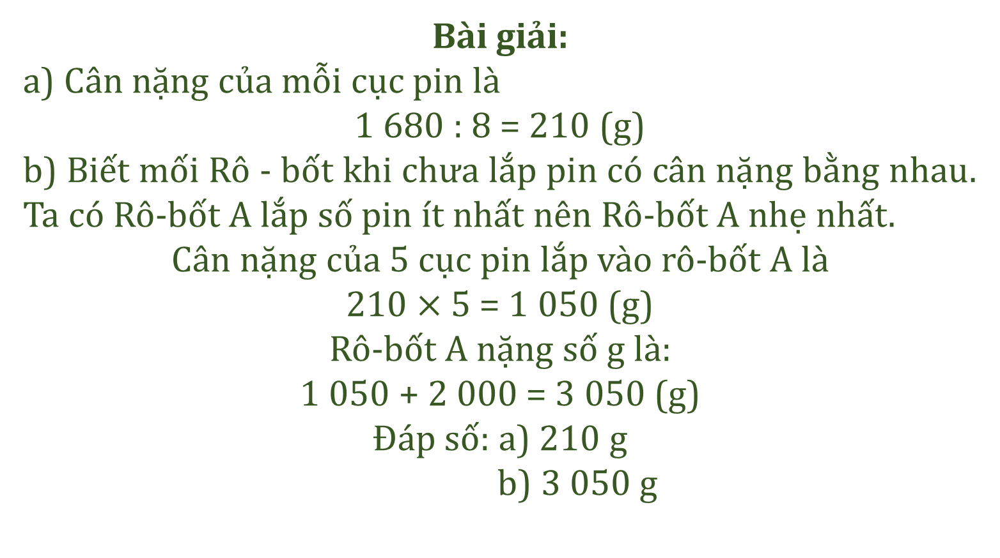 Bài giải:
a) Cân nặng của mỗi cục pin là
1 680 : 8 = 210 (g)
b) Biết mối Rô - bốt khi chưa lắp pin có cân nặng bằng nhau.
Ta có Rô-bốt A lắp số pin ít nhất nên Rô-bốt A nhẹ nhất.
Cân nặng của 5 cục pin lắp vào rô-bốt A là
210 × 5 = 1 050 (g)
Rô-bốt A nặng số g là:
1 050 + 2 000 = 3 050 (g)
Đáp số: a) 210 g
b) 3 050 g